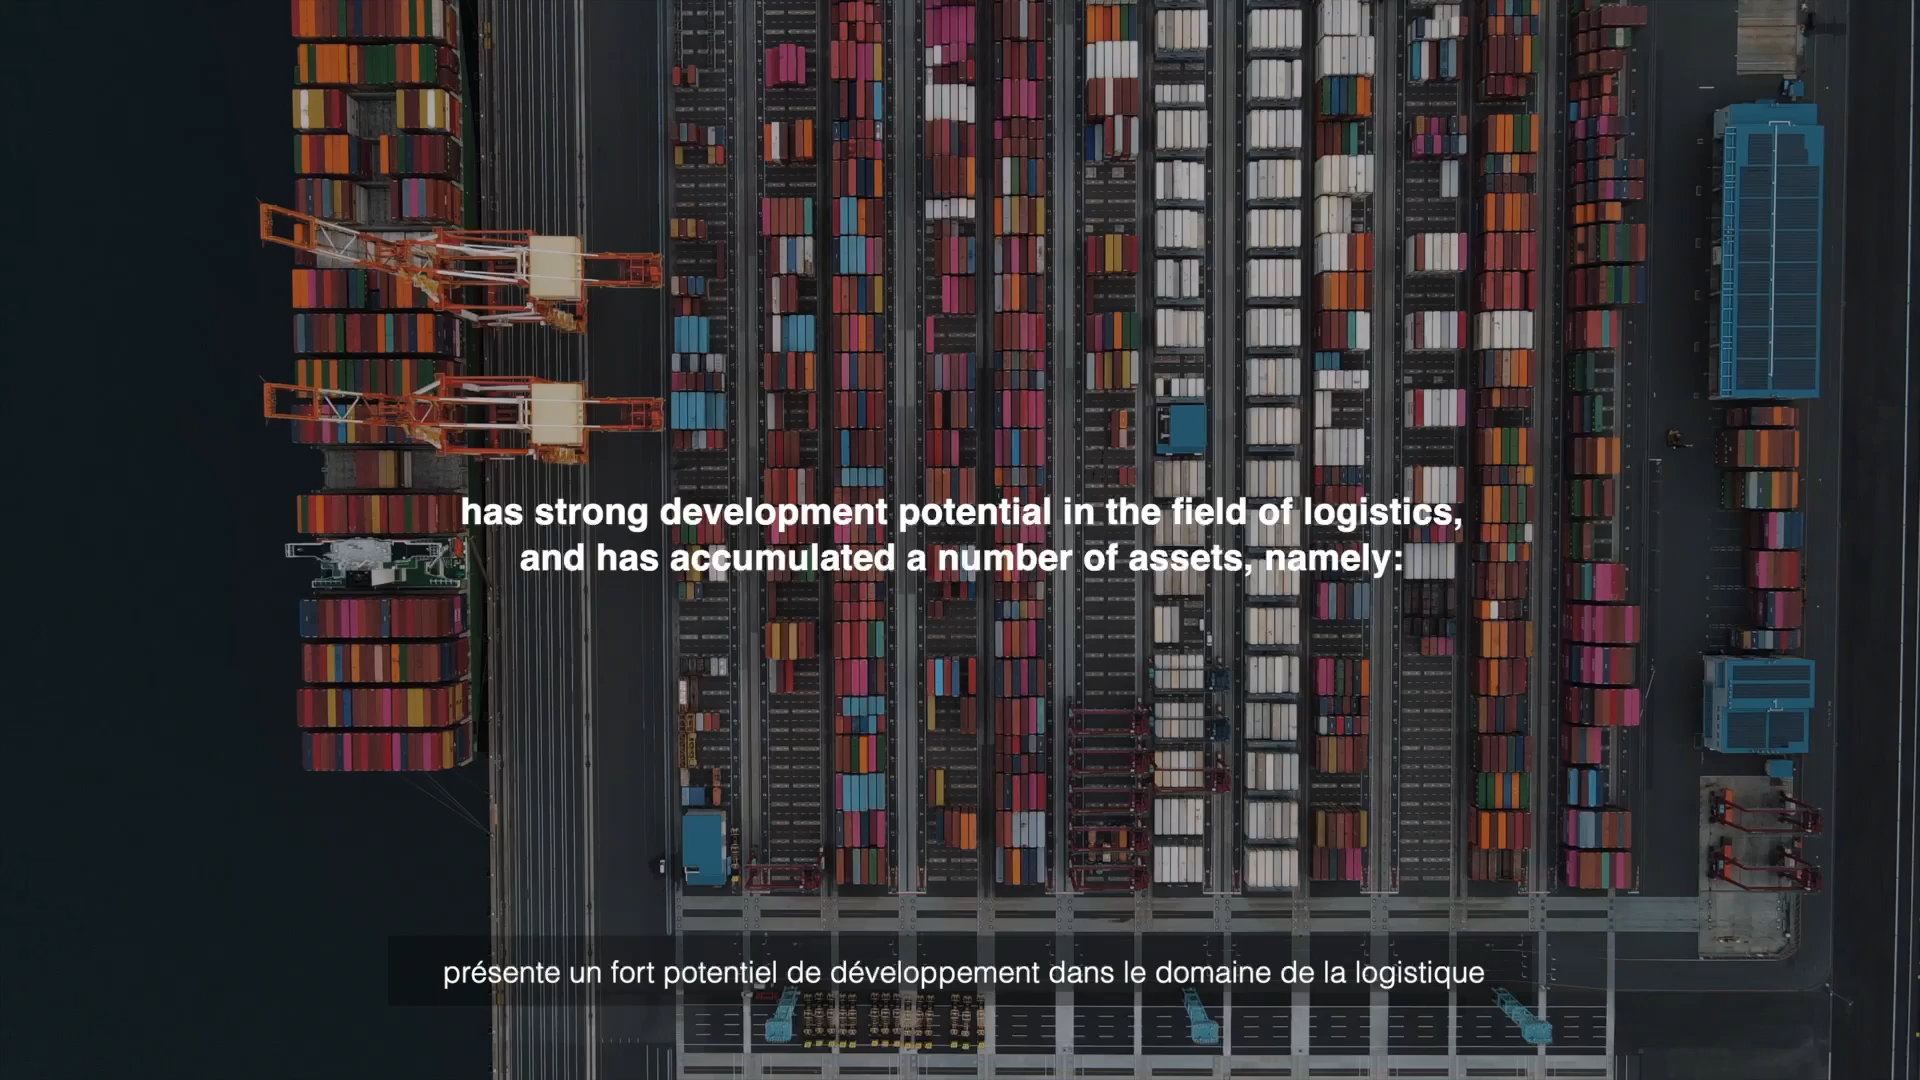 has strong development potential in the field of logistics,
and has accumulated a number of assets, namely:
présente un fort potentiel de développement dans le domaine de la logistique